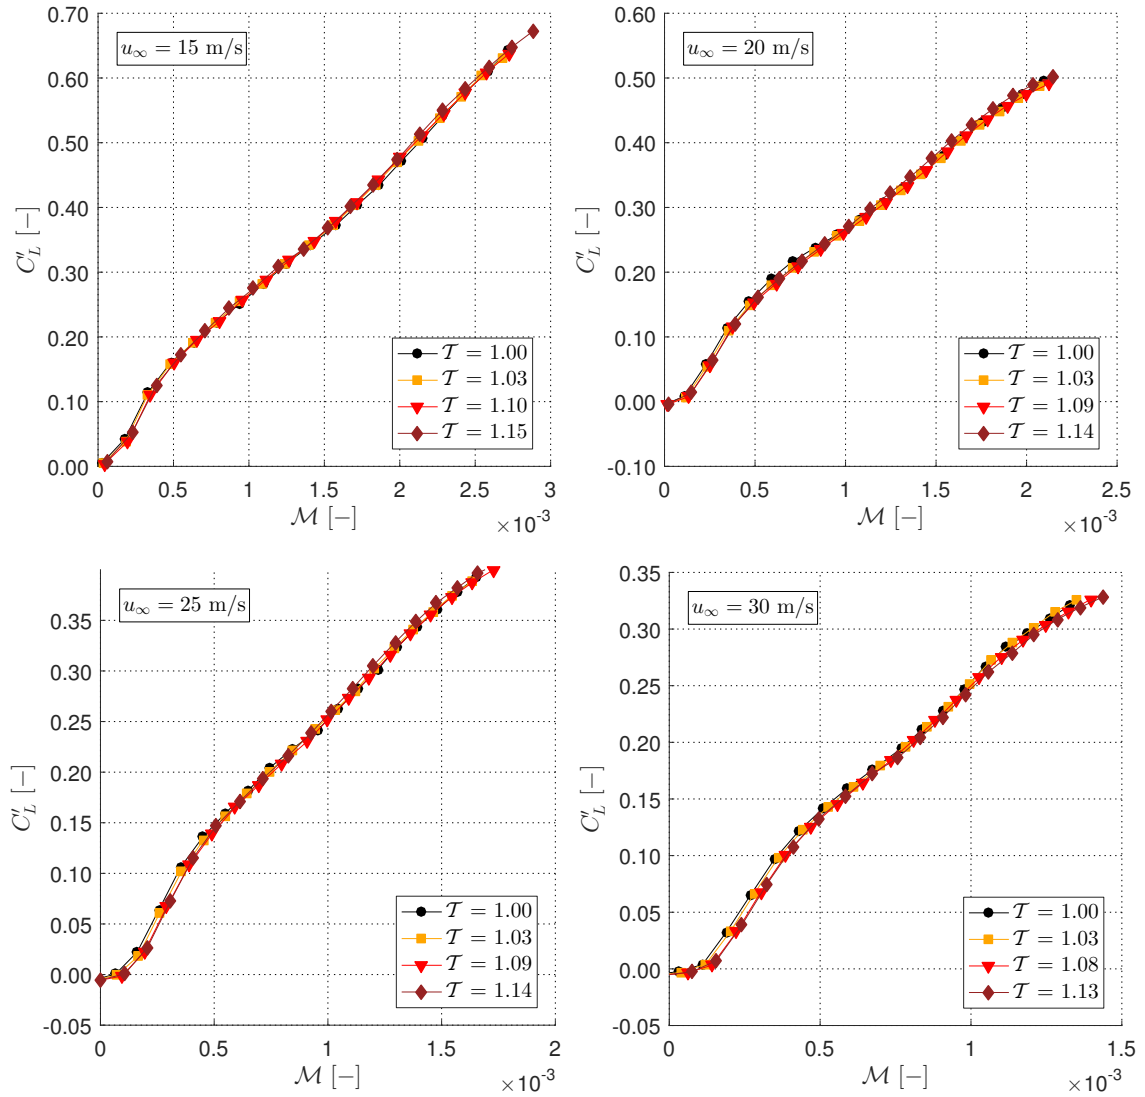 u∞ = 15 m/s
0.70
0.60
0.50
0.40
0.30
0.20
0.10
0.00
C′L [−]
0 0.5 1 1.5 2 2.5 3
M [−]
×10-3
T = 1.00
T = 1.03
T = 1.10
T = 1.15
u∞ = 20 m/s
0.60
0.50
0.40
0.30
0.20
0.10
0.00
-0.10
C′L [−]
0 0.5 1 1.5 2 2.5
M [−]
×10-3
T = 1.00
T = 1.03
T = 1.09
T = 1.14
u∞ = 25 m/s
0.35
0.30
0.25
0.20
0.15
0.10
0.05
0.00
-0.05
C′L [−]
0 0.5 1 1.5 2
M [−]
×10-3
T = 1.00
T = 1.03
T = 1.09
T = 1.14
u∞ = 30 m/s
0.35
0.30
0.25
0.20
0.15
0.10
0.05
0.00
-0.05
C′L [−]
0 0.5 1 1.5
M [−]
×10-3
T = 1.00
T = 1.03
T = 1.08
T = 1.13